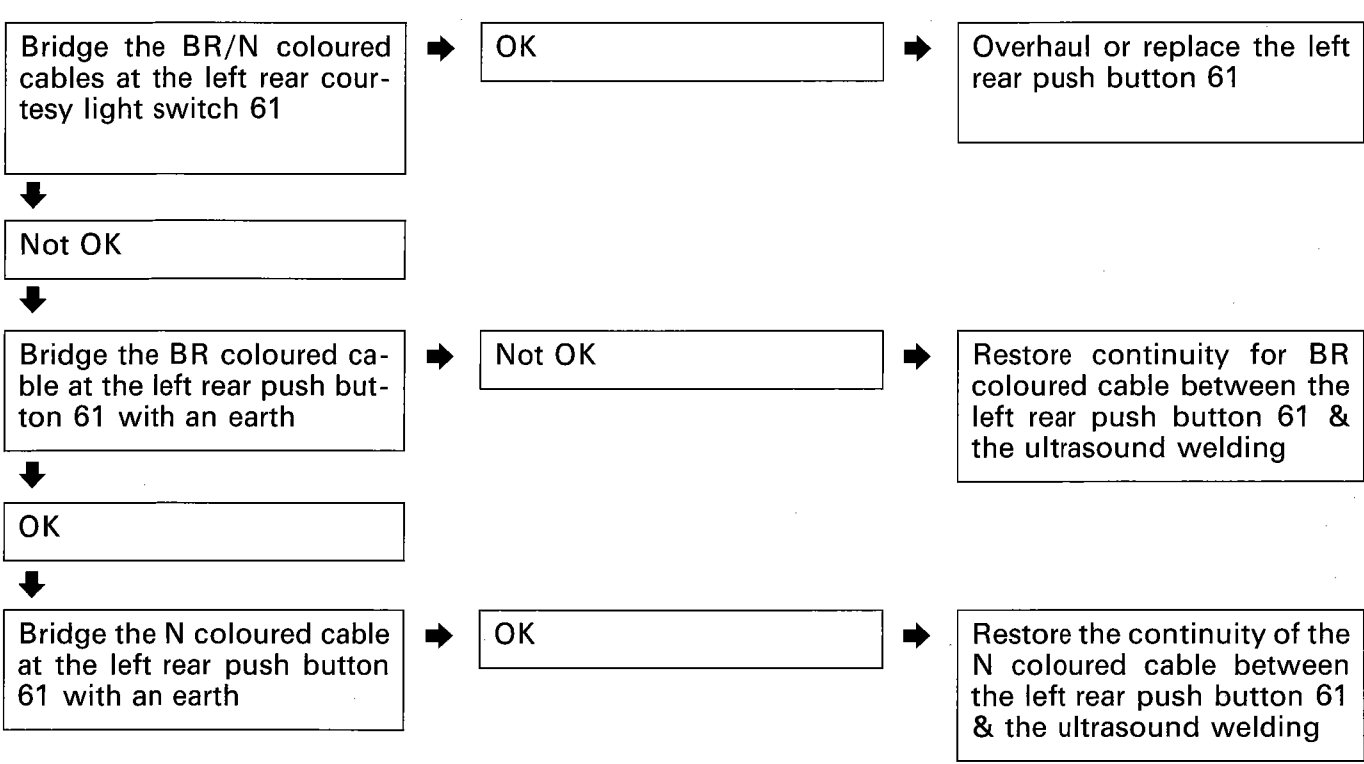 Bridge the BR/N coloured
cables at the left rear cour-
tesy light switch 61
OK
Overhaul or replace the left
rear push button 61
Not OK
Bridge the BR coloured ca-
ble at the left rear push but-
ton 61 with an earth
Not OK
Restore continuity for BR
coloured cable between the
left rear push button 61 &
the ultrasound welding
OK
Bridge the N coloured cable
at the left rear push button
61 with an earth
OK
Restore the continuity of the
N coloured cable between
the left rear push button 61
& the ultrasound welding